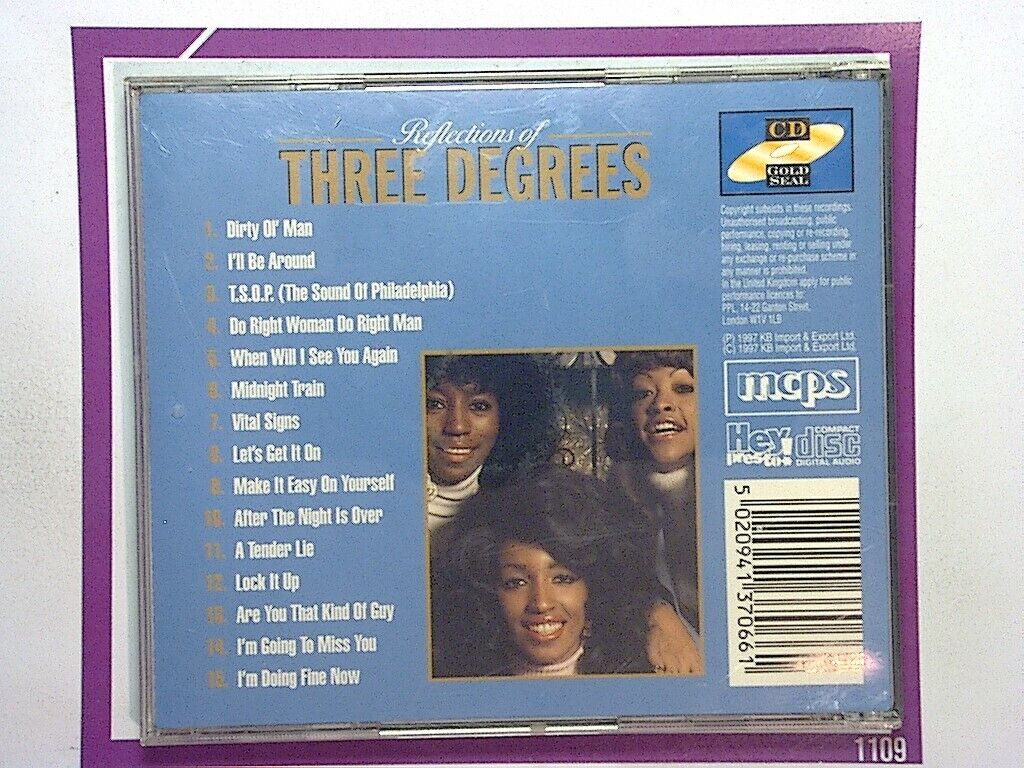 Reflections of
THREE DEGREES
1. Dirty Ol' Man
2. I'll Be Around
3. T.S.O.P. (The Sound Of Philadelphia)
4. Do Right Woman Do Right Man
5. When Will I See You Again
6. Midnight Train
7. Vital Signs
8. Let's Get It On
9. Make It Easy On Yourself
10. After The Night Is Over
11. A Tender Lie
12. Lock It Up
13. Are You That Kind Of Guy
14. I'm Going To Miss You
15. I'm Doing Fine Now
CD
GOLD
SEAL
Copyright subsists in these recordings.
Unauthorised broadcasting, public
performance, copying or re-recording,
hiring, leasing, renting or selling under
any exchange or re-purchase scheme in
any manner is prohibited.
In the United Kingdom apply for public
performance licences to:
PPL, 14-22 Ganton Street,
London W1V 1LB
(P) 1997 KB Import & Export Ltd.
(C) 1997 KB Import & Export Ltd.
mcps
Hey
presto!
COMPACT
disc
DIGITAL AUDIO
5 020941 370661
1109